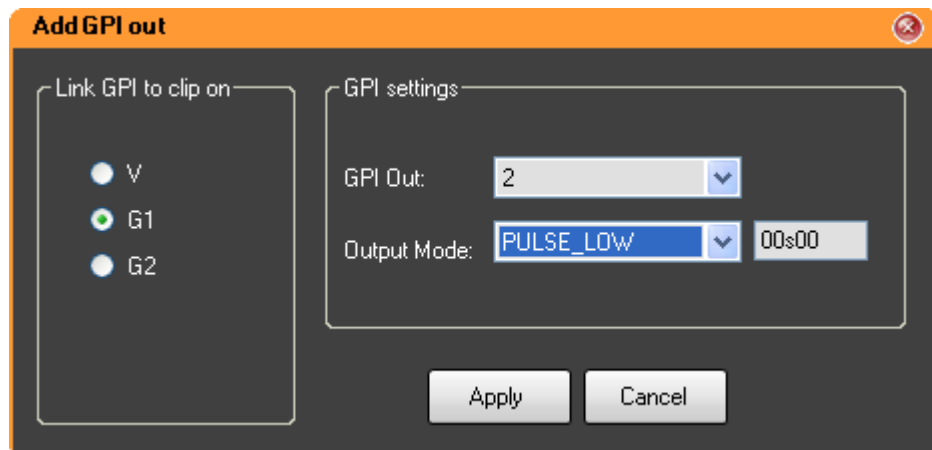 Add GPI out
Link GPI to clip on
V
G1
G2
GPI settings
GPI Out: 2
Output Mode: PULSE_LOW 00s00
Apply Cancel